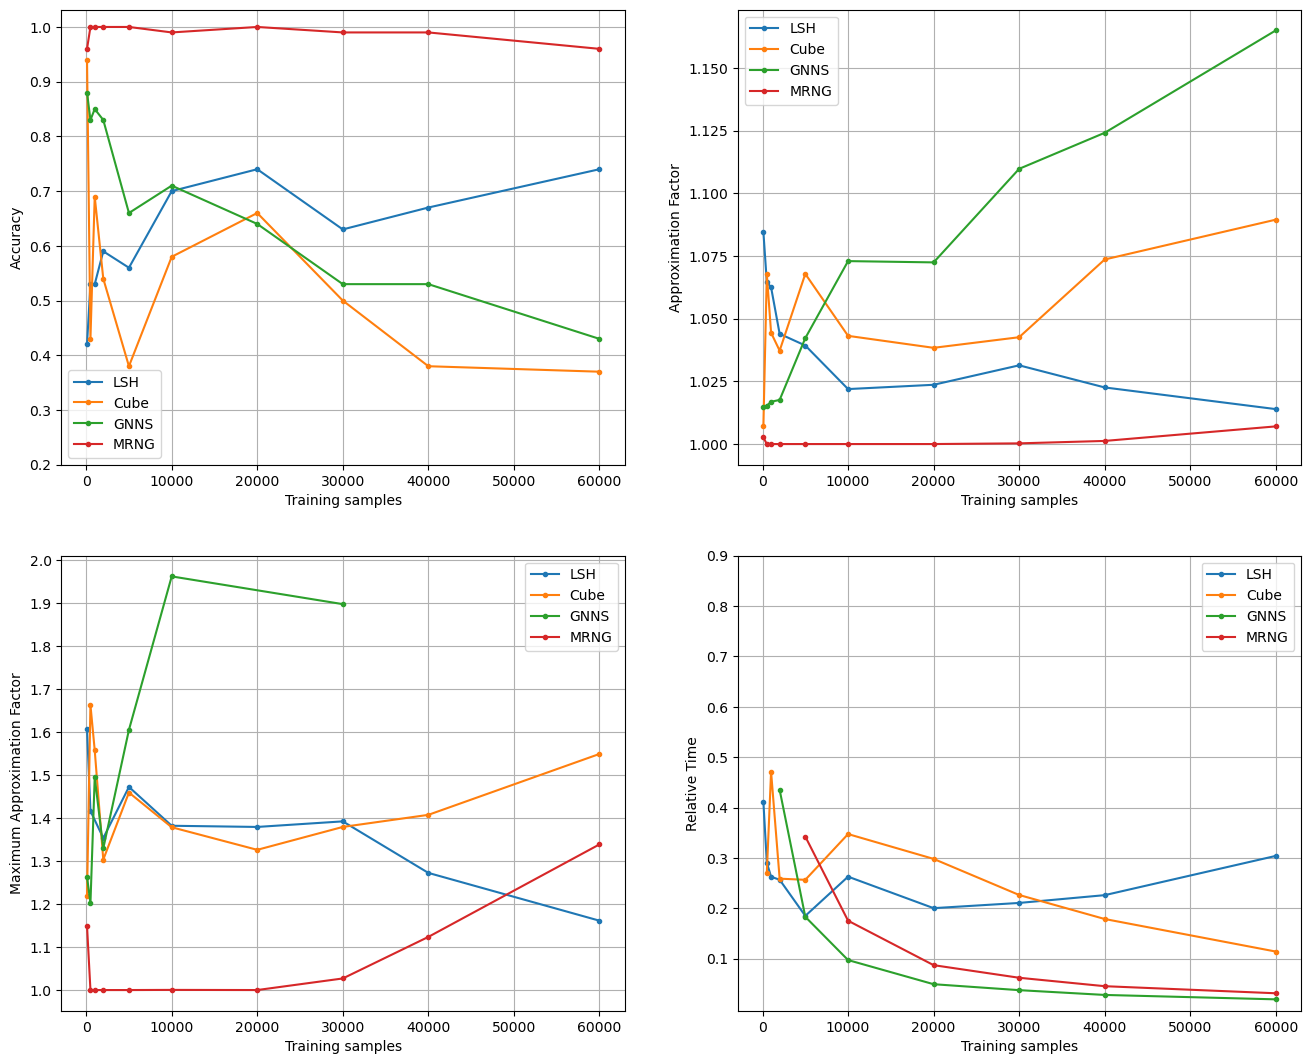 1.0
0.9
0.8
0.7
0.6
0.5
0.4
0.3
0.2
Accuracy
LSH
Cube
GNNS
MRNG
0 10000 20000 30000 40000 50000 60000
Training samples
1.150
1.125
1.100
1.075
1.050
1.025
1.000
Approximation Factor
LSH
Cube
GNNS
MRNG
0 10000 20000 30000 40000 50000 60000
Training samples
2.0
1.9
1.8
1.7
1.6
1.5
1.4
1.3
1.2
1.1
1.0
Maximum Approximation Factor
LSH
Cube
GNNS
MRNG
0 10000 20000 30000 40000 50000 60000
Training samples
0.9
0.8
0.7
0.6
0.5
0.4
0.3
0.2
0.1
Relative Time
LSH
Cube
GNNS
MRNG
0 10000 20000 30000 40000 50000 60000
Training samples